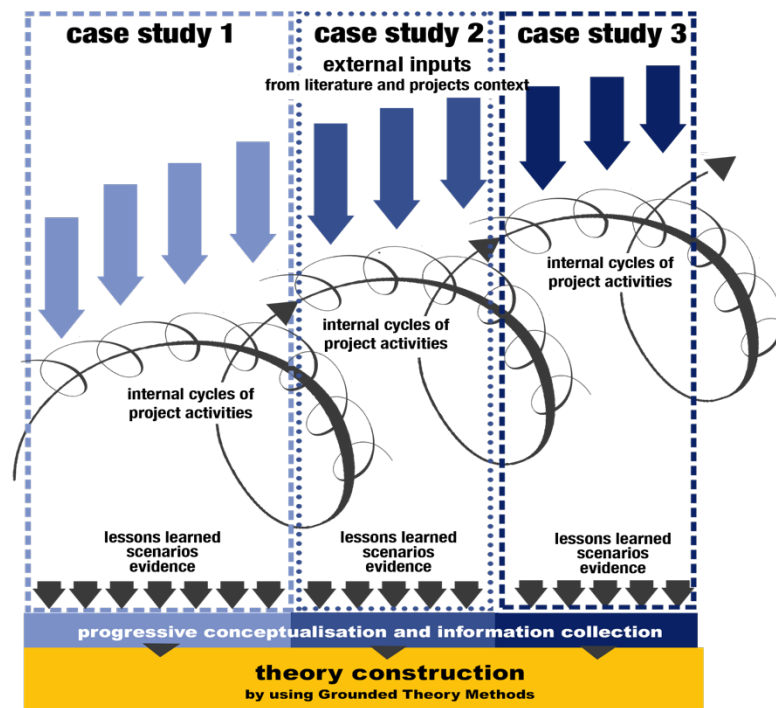 case study 1
case study 2
case study 3
external inputs
from literature and projects context
internal cycles of
project activities
internal cycles of
project activities
internal cycles of
project activities
lessons learned
scenarios
evidence
lessons learned
scenarios
evidence
lessons learned
scenarios
evidence
progressive conceptualisation and information collection
theory construction
by using Grounded Theory Methods